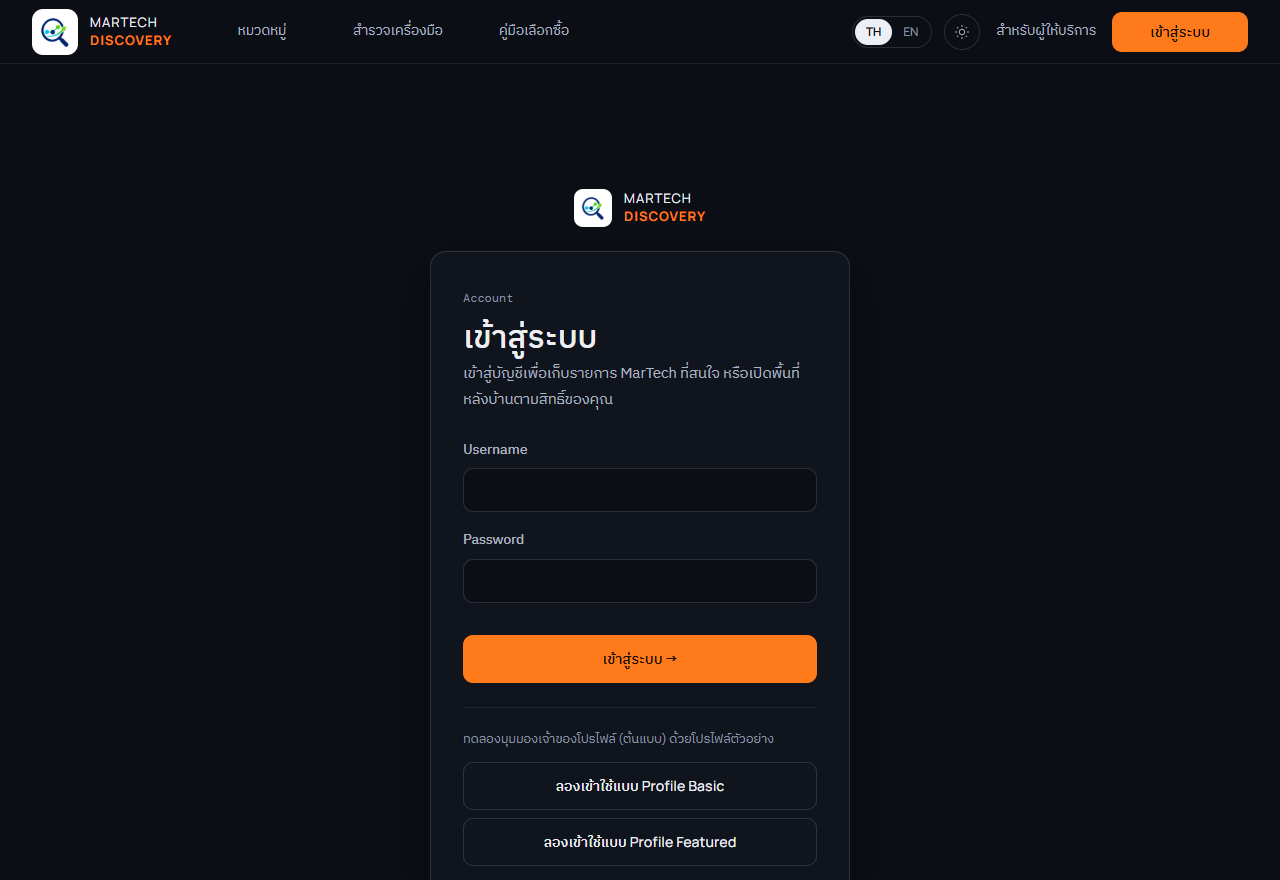 MARTECH
DISCOVERY
หมวดหมู่
สำรวจเครื่องมือ
คู่มือเลือกซื้อ
TH
EN
สำหรับผู้ให้บริการ
เข้าสู่ระบบ
MARTECH
DISCOVERY
Account
เข้าสู่ระบบ
เข้าสู่บัญชีเพื่อเก็บรายการ MarTech ที่สนใจ หรือเปิดพื้นที่
หลังบ้านตามสิทธิ์ของคุณ
Username
Password
เข้าสู่ระบบ →
ทดลองมุมมองเจ้าของโปรไฟล์ (ต้นแบบ) ด้วยโปรไฟล์ตัวอย่าง
ลองเข้าใช้แบบ Profile Basic
ลองเข้าใช้แบบ Profile Featured